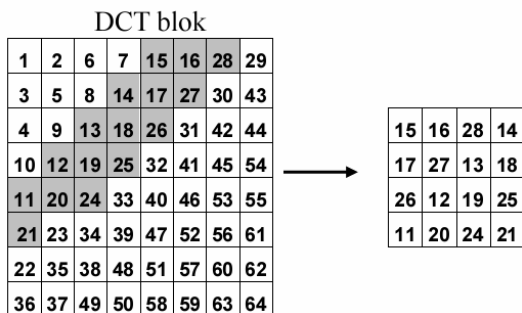 DCT blok
1 2 6 7 15 16 28 29
3 5 8 14 17 27 30 43
4 9 13 18 26 31 42 44
10 12 19 25 32 41 45 54
11 20 24 33 40 46 53 55
21 23 34 39 47 52 56 61
22 35 38 48 51 57 60 62
36 37 49 50 58 59 63 64
15 16 28 14
17 27 13 18
26 12 19 25
11 20 24 21